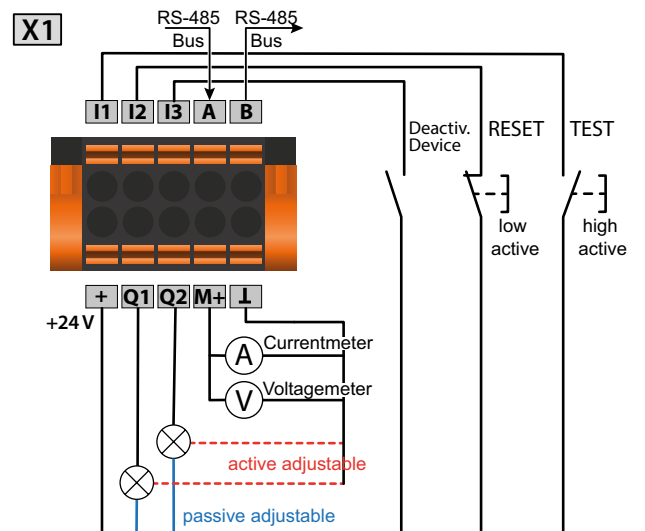 X1
RS-485 RS-485
Bus Bus
I1 I2 I3 A B
Deactiv. RESET TEST
Device
low high
active active
+ Q1 Q2 M+ ⊥
+24 V
A Currentmeter
V Voltagemeter
active adjustable
passive adjustable